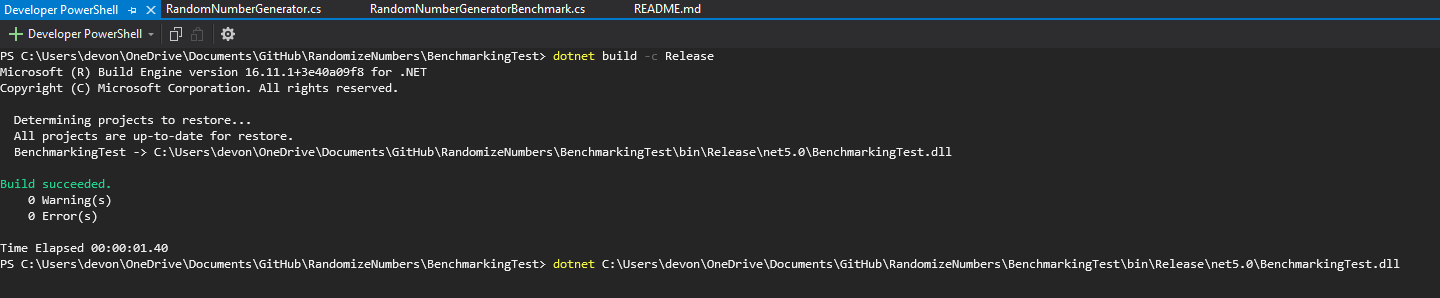 Developer PowerShell RandomNumberGenerator.cs RandomNumberGeneratorBenchmark.cs README.md
Developer PowerShell
PS C:\Users\devon\OneDrive\Documents\GitHub\RandomizeNumbers\BenchmarkingTest> dotnet build -c Release
Microsoft (R) Build Engine version 16.11.1+3e40a09f8 for .NET
Copyright (C) Microsoft Corporation. All rights reserved.
Determining projects to restore...
All projects are up-to-date for restore.
BenchmarkingTest -> C:\Users\devon\OneDrive\Documents\GitHub\RandomizeNumbers\BenchmarkingTest\bin\Release\net5.0\BenchmarkingTest.dll
Build succeeded.
0 Warning(s)
0 Error(s)
Time Elapsed 00:00:01.40
PS C:\Users\devon\OneDrive\Documents\GitHub\RandomizeNumbers\BenchmarkingTest> dotnet C:\Users\devon\OneDrive\Documents\GitHub\RandomizeNumbers\BenchmarkingTest\bin\Release\net5.0\BenchmarkingTest.dll